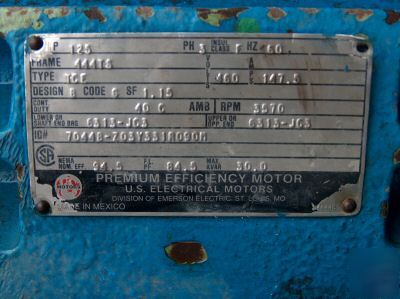 P 125 PH 3 INSUL CLASS F HZ 60
FRAME 444TS
TYPE TCE VOLTS 460 147.5
DESIGN B CODE G SF 1.15
CONT. DUTY 40 C AMB RPM 3570
LOWER OR SHAFT END BRG 6313-JC3 UPPER OR OPP. END 6313-JC3
ID#
NEMA NOM. EFF 94.5 PF 84.5 MAX KVAR 30.0
PREMIUM EFFICIENCY MOTOR
U.S. ELECTRICAL MOTORS
DIVISION OF EMERSON ELECTRIC, ST. LOUIS, MO
MADE IN MEXICO